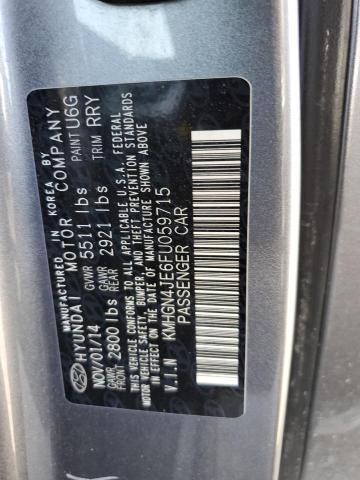 MANUFACTURED IN KOREA BY
HYUNDAI MOTOR COMPANY
NOV/01/14 GVWR 5511 lbs PAINT U6G
GAWR FRONT 2800 lbs GAWR REAR 2921 lbs TRIM RRY
THIS VEHICLE CONFORMS TO ALL APPLICABLE U.S.A. FEDERAL
MOTOR VEHICLE SAFETY, BUMPER, AND THEFT PREVENTION STANDARDS
IN EFFECT ON THE DATE OF MANUFACTURE SHOWN ABOVE.
V.I.N KMHGN4JE6FU059715
PASSENGER CAR